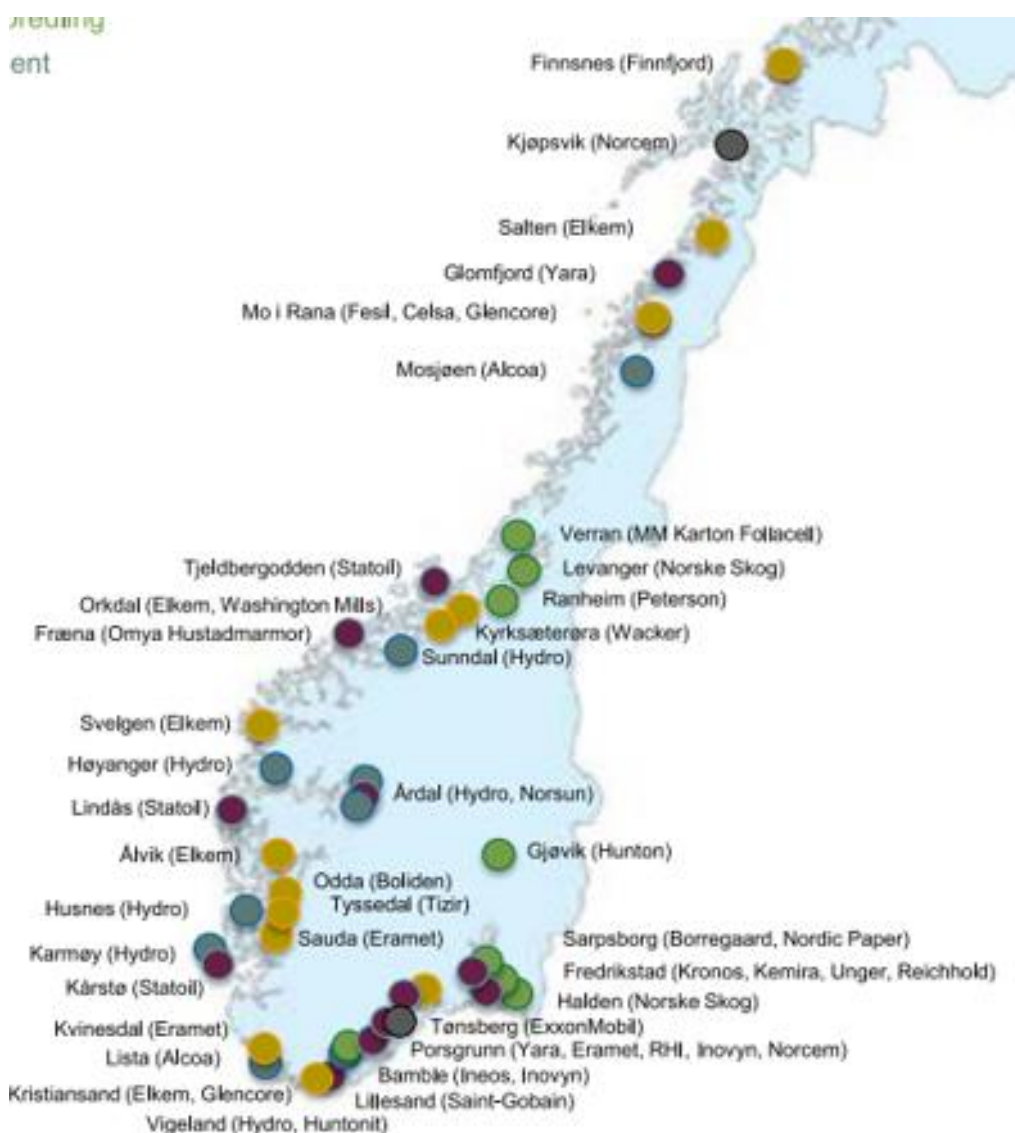 ent
Finnsnes (Finnfjord)
Kjøpsvik (Norcem)
Salten (Elkem)
Glomfjord (Yara)
Mo i Rana (Fesil, Celsa, Glencore)
Mosjøen (Alcoa)
Verran (MM Karton Follacell)
Tjeldbergodden (Statoil)
Levanger (Norske Skog)
Orkdal (Elkem, Washington Mills)
Ranheim (Peterson)
Fræna (Omya Hustadmarmor)
Kyrksæterøra (Wacker)
Sunndal (Hydro)
Svelgen (Elkem)
Høyanger (Hydro)
Årdal (Hydro, Norsun)
Lindås (Statoil)
Ålvik (Elkem)
Gjøvik (Hunton)
Odda (Boliden)
Tyssedal (Tizir)
Husnes (Hydro)
Sauda (Eramet)
Sarpsborg (Borregaard, Nordic Paper)
Karmøy (Hydro)
Fredrikstad (Kronos, Kemira, Unger, Reichhold)
Kårstø (Statoil)
Halden (Norske Skog)
Kvinesdal (Eramet)
Tønsberg (ExxonMobil)
Lista (Alcoa)
Porsgrunn (Yara, Eramet, RHI, Inovyn, Norcem)
Bamble (Ineos, Inovyn)
Kristiansand (Elkem, Glencore)
Lillesand (Saint-Gobain)
Vigeland (Hydro, Huntonit)